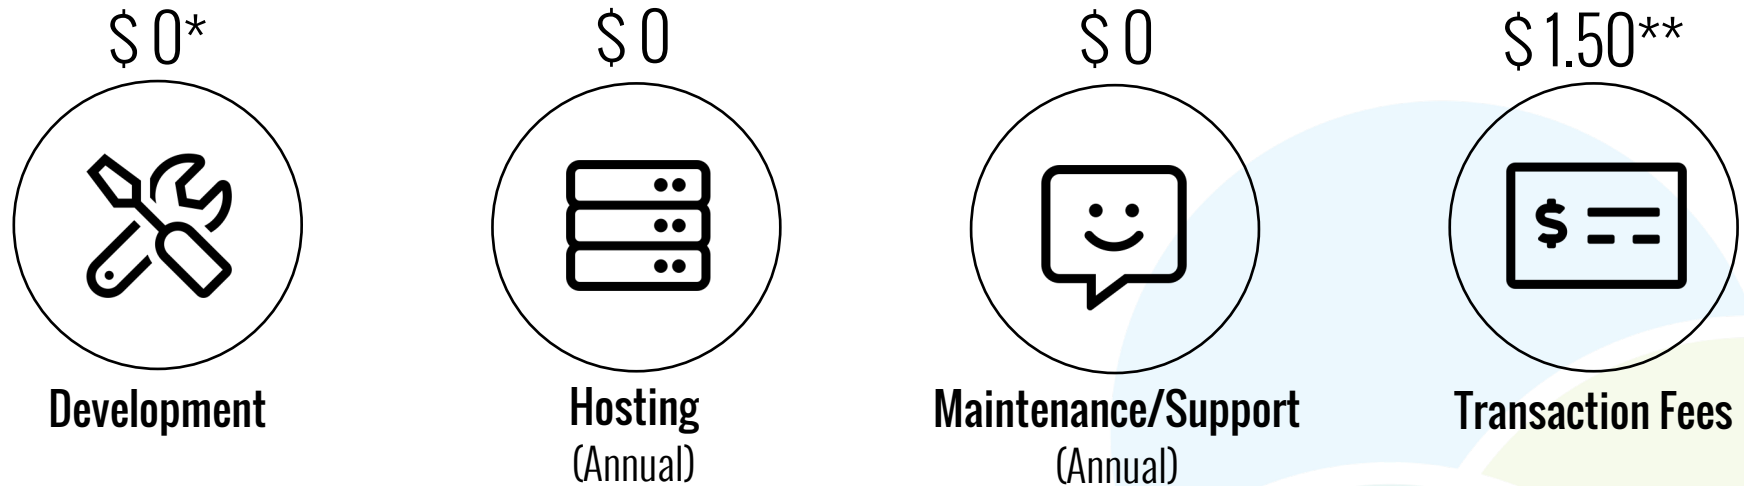 $ 0*
$ 0
$ 0
$ 1.50**
$
Development
Hosting
(Annual)
Maintenance/Support
(Annual)
Transaction Fees